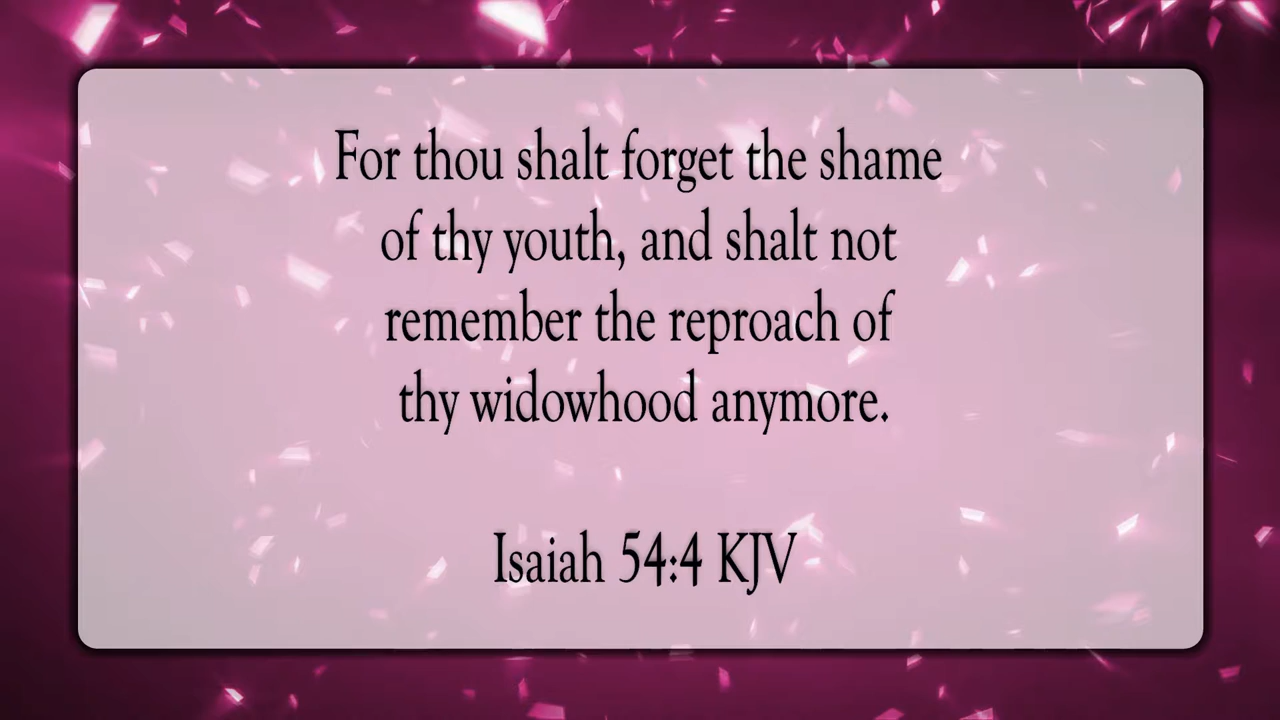 For thou shalt forget the shame
of thy youth, and shalt not
remember the reproach of
thy widowhood anymore.
Isaiah 54:4 KJV